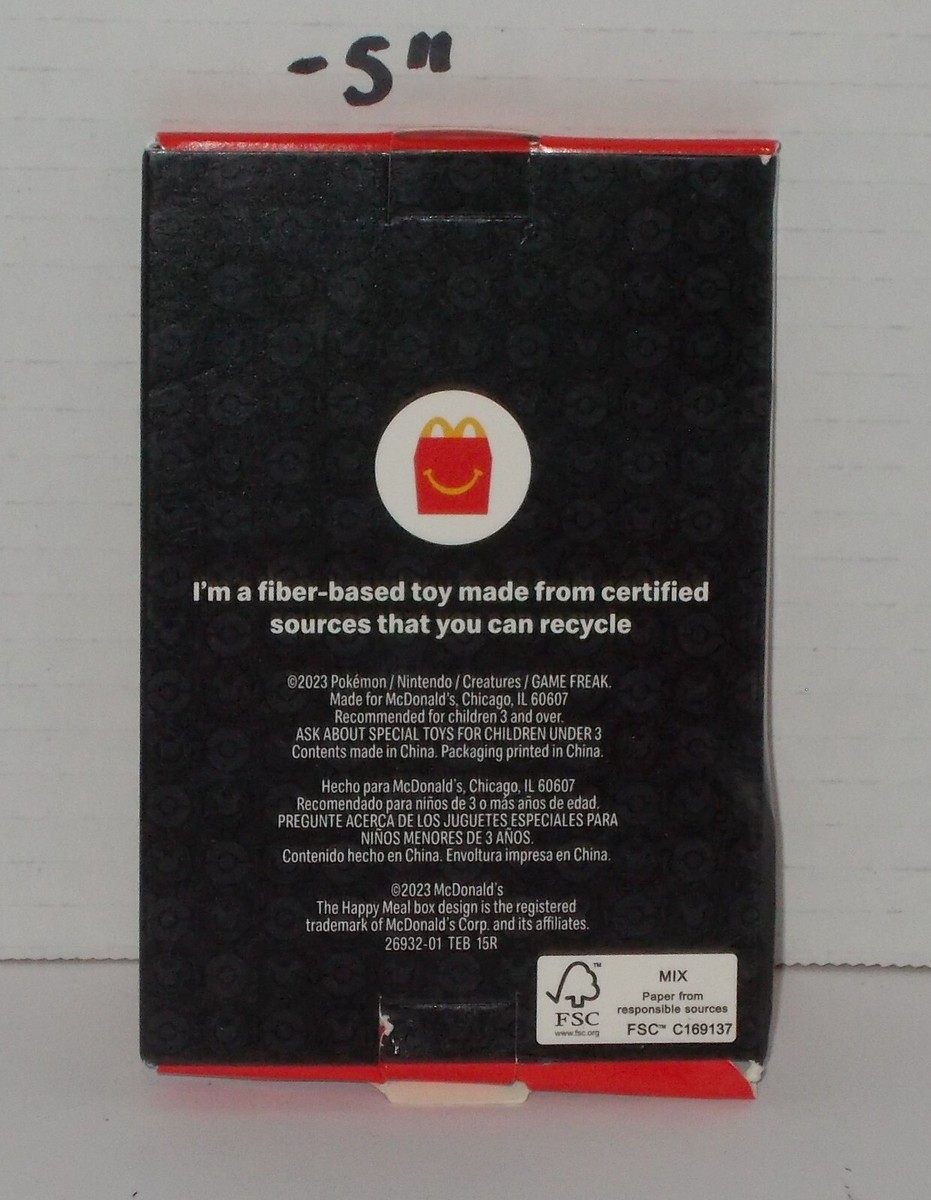 -5"
I'm a fiber-based toy made from certified
sources that you can recycle
©2023 Pokémon / Nintendo / Creatures / GAME FREAK.
Made for McDonald's, Chicago, IL 60607
Recommended for children 3 and over.
ASK ABOUT SPECIAL TOYS FOR CHILDREN UNDER 3
Contents made in China. Packaging printed in China.
Hecho para McDonald's, Chicago, IL 60607
Recomendado para niños de 3 o más años de edad.
PREGUNTE ACERCA DE LOS JUGUETES ESPECIALES PARA
NIÑOS MENORES DE 3 AÑOS.
Contenido hecho en China. Envoltura impresa en China.
©2023 McDonald's
The Happy Meal box design is the registered
trademark of McDonald's Corp. and its affiliates.
26932-01 TEB 15R
™
FSC
www.fsc.org
MIX
Paper from
responsible sources
FSC™ C169137